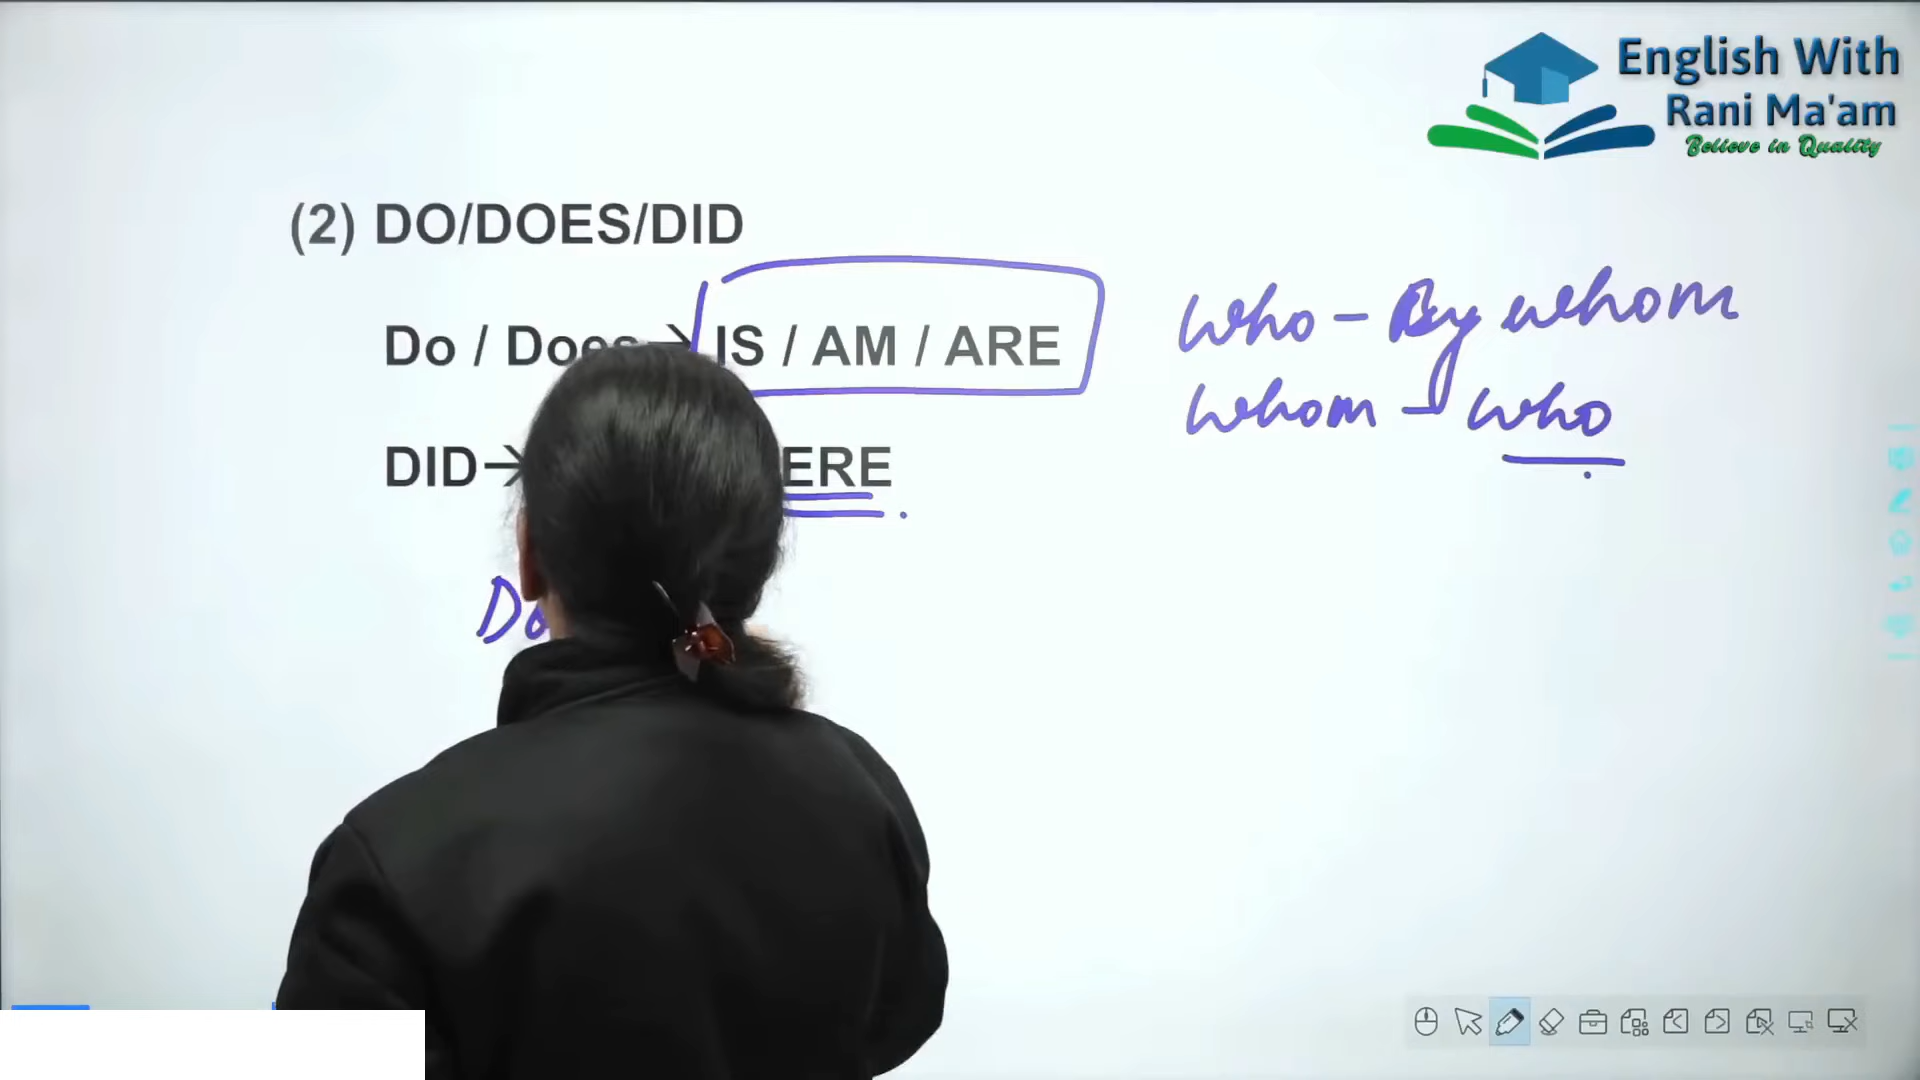 English With
Rani Ma'am
Believe in Quality
(2) DO/DOES/DID
Do / Does → IS / AM / ARE
who - By whom
whom - who
DID→ ERE
Do